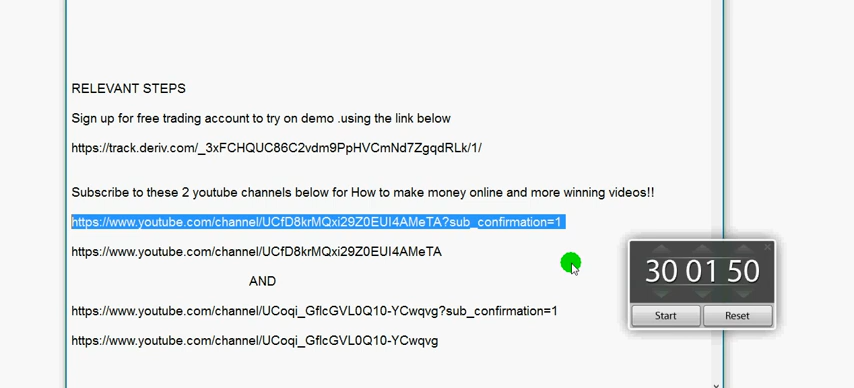 RELEVANT STEPS
Sign up for free trading account to try on demo .using the link below
https://track.deriv.com/_3xFCHQUC86C2vdm9PpHVCmNd7ZgqdRLk/1/
Subscribe to these 2 youtube channels below for How to make money online and more winning videos!!
https://www.youtube.com/channel/UCfD8krMQxi29Z0EUI4AMeTA?sub_confirmation=1
https://www.youtube.com/channel/UCfD8krMQxi29Z0EUI4AMeTA
AND
https://www.youtube.com/channel/UCoqi_GflcGVL0Q10-YCwqvg?sub_confirmation=1
https://www.youtube.com/channel/UCoqi_GflcGVL0Q10-YCwqvg
30 01 50
Start Reset